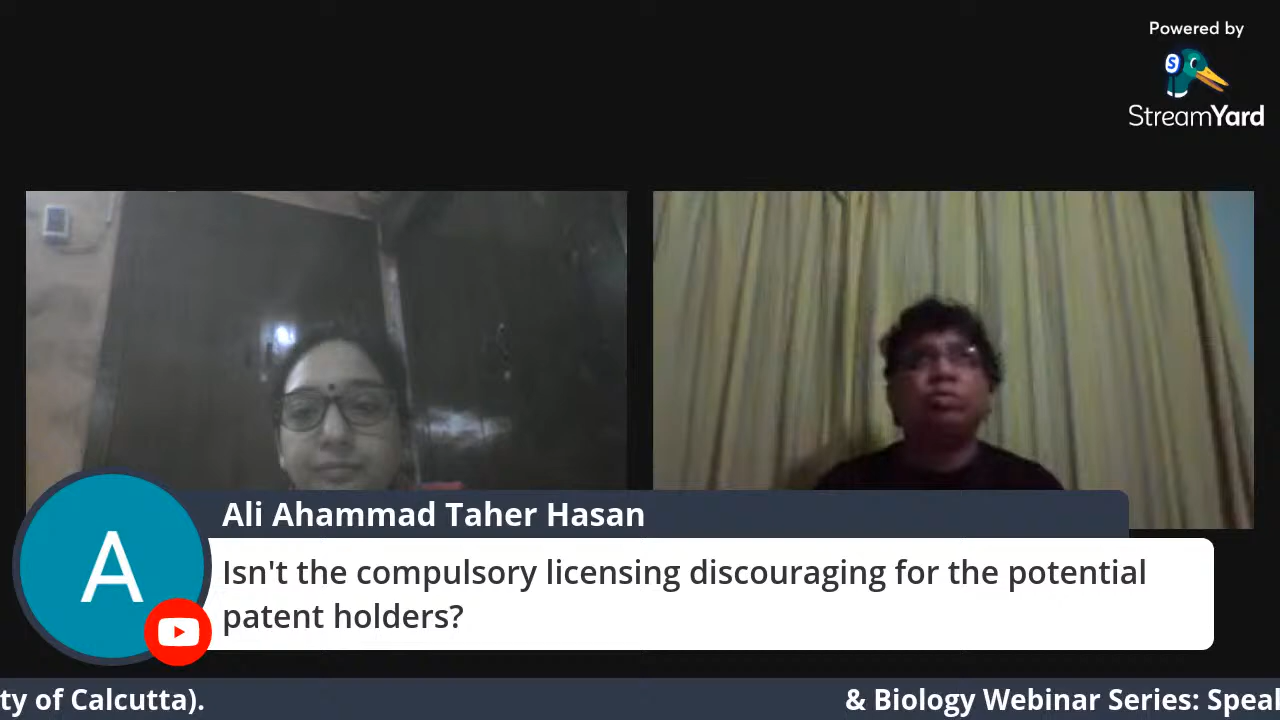 Powered by
S
StreamYard
Ali Ahammad Taher Hasan
A
Isn't the compulsory licensing discouraging for the potential
patent holders?
ty of Calcutta).
& Biology Webinar Series: Speal